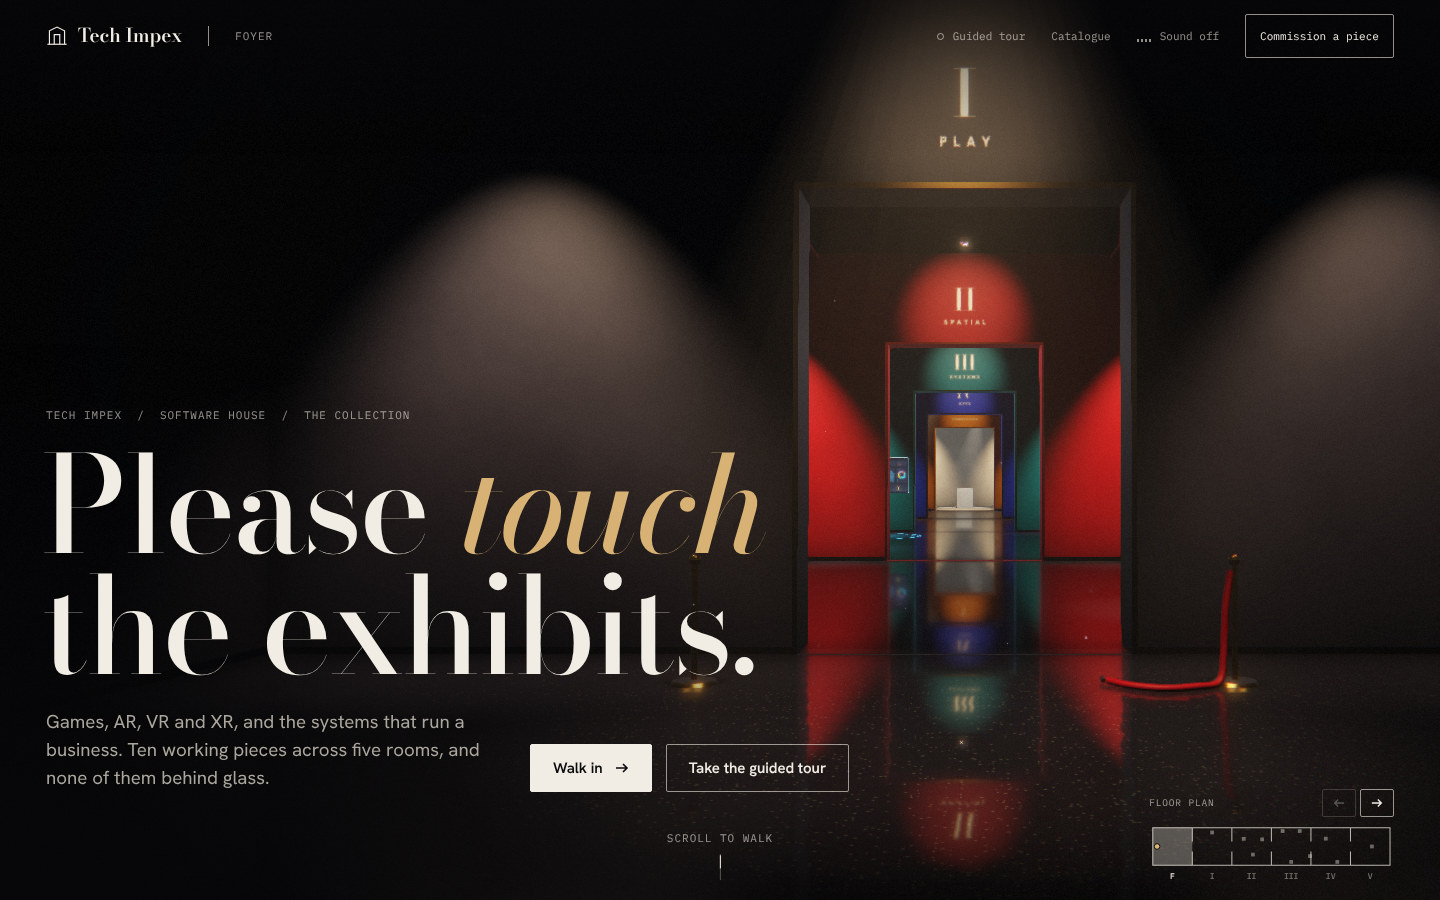 Tech Impex
FOYER
Guided tour
Catalogue
Sound off
Commission a piece
I
PLAY
II
SPATIAL
III
SYSTEMS
TECH IMPEX / SOFTWARE HOUSE / THE COLLECTION
Please touch
the exhibits.
Games, AR, VR and XR, and the systems that run a
business. Ten working pieces across five rooms, and
none of them behind glass.
Walk in →
Take the guided tour
SCROLL TO WALK
FLOOR PLAN
← →
F I II III IV V